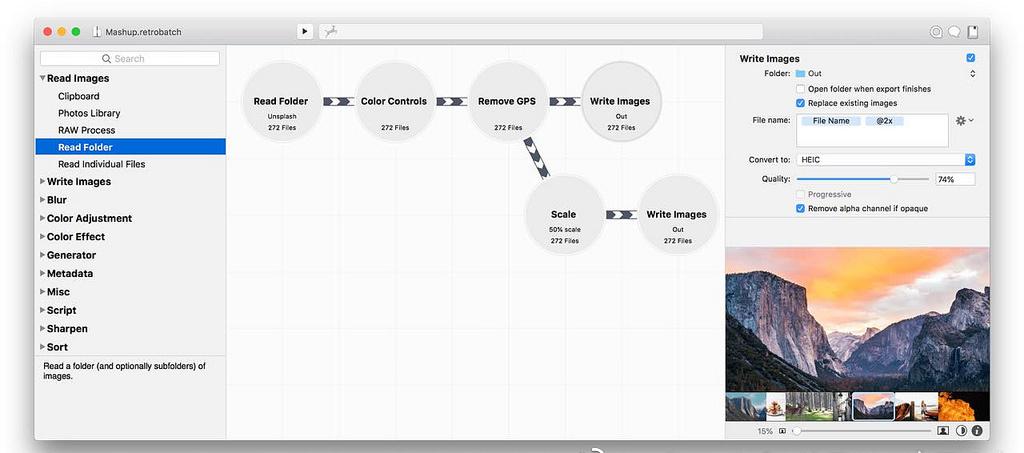 Mashup.retrobatch
Search
Read Images
Clipboard
Photos Library
RAW Process
Read Folder
Read Individual Files
Write Images
Blur
Color Adjustment
Color Effect
Generator
Metadata
Misc
Script
Sharpen
Sort
Read a folder (and optionally subfolders) of
images.
Read Folder
Unsplash
272 Files
Color Controls
272 Files
Remove GPS
272 Files
Write Images
Out
272 Files
Scale
50% scale
272 Files
Write Images
Out
272 Files
Write Images
Folder: Out
Open folder when export finishes
Replace existing images
File name: File Name @2x
Convert to: HEIC
Quality: 74%
Progressive
Remove alpha channel if opaque
15%